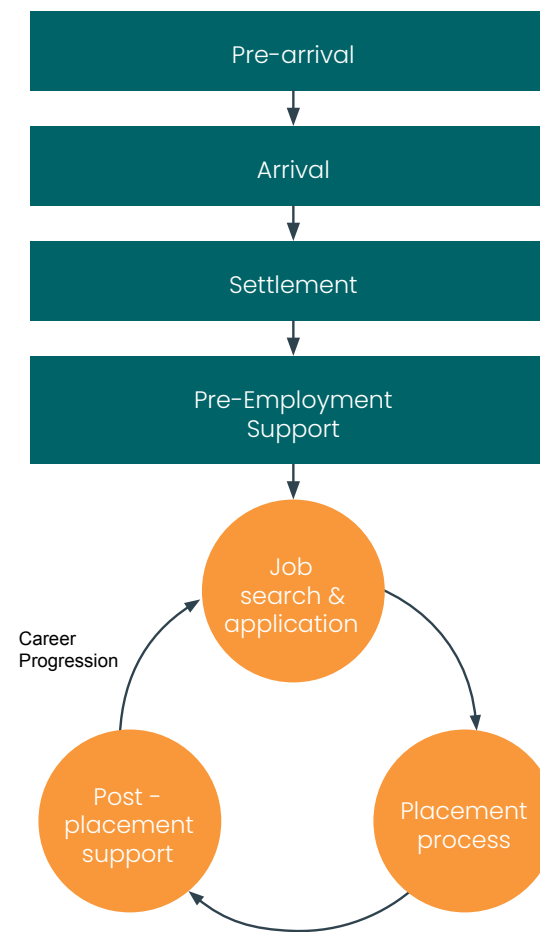 Pre-arrival
Arrival
Settlement
Pre-Employment
Support
Job
search &
application
Career
Progression
Post -
placement
support
Placement
process